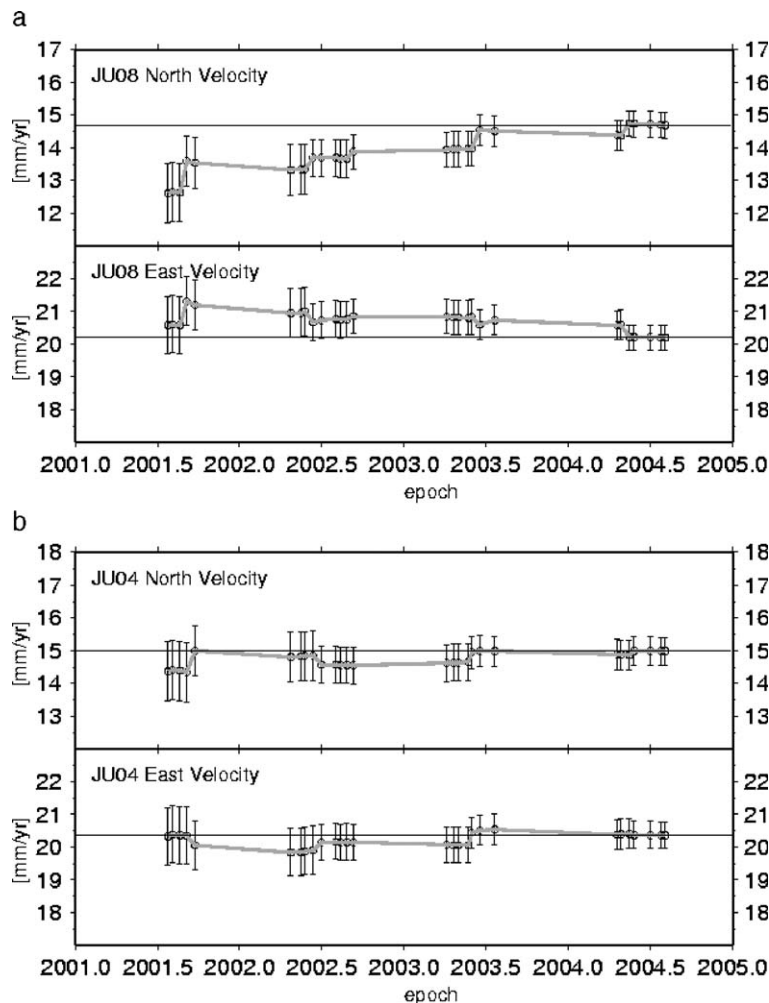 a
17 17
16 16
JU08 North Velocity
15 15
14 14
13 13
12 12
[mm/yr]
JU08 East Velocity
22 22
21 21
20 20
19 19
18 18
[mm/yr]
2001.0 2001.5 2002.0 2002.5 2003.0 2003.5 2004.0 2004.5 2005.0
epoch
b
18 18
17 17
JU04 North Velocity
16 16
15 15
14 14
13 13
[mm/yr]
JU04 East Velocity
22 22
21 21
20 20
19 19
18 18
[mm/yr]
2001.0 2001.5 2002.0 2002.5 2003.0 2003.5 2004.0 2004.5 2005.0
epoch